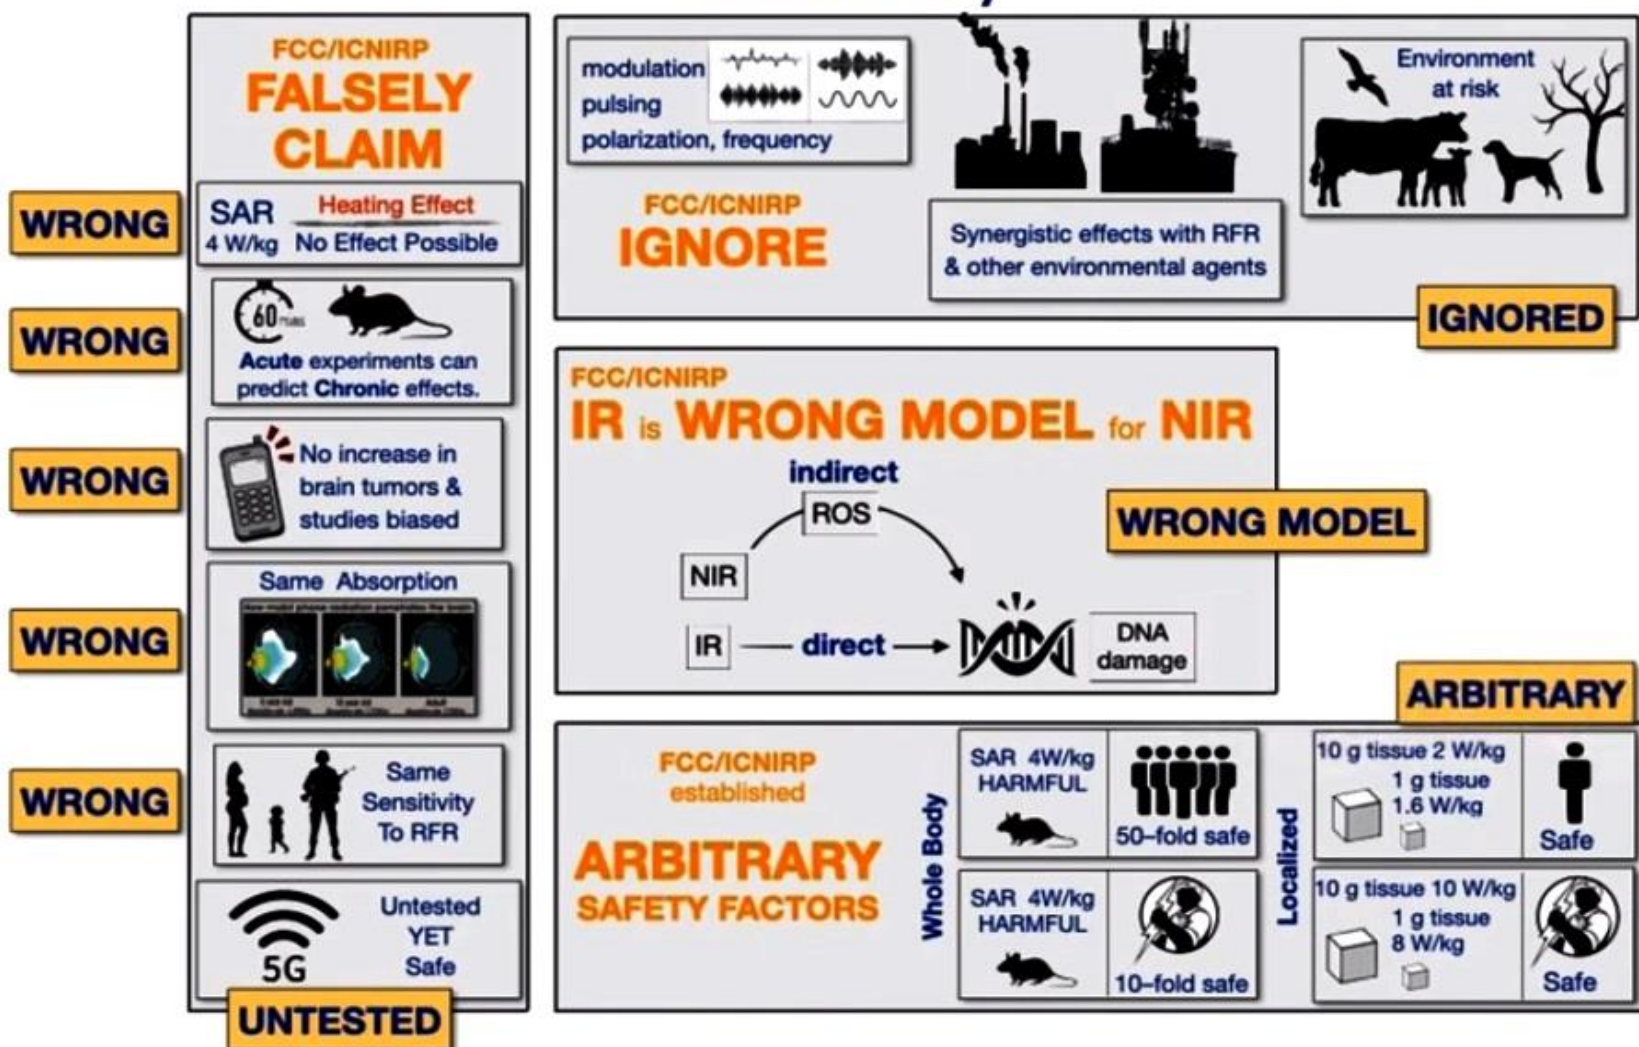 FCC/ICNIRP
FALSELY
CLAIM
WRONG
SAR
4 W/kg
Heating Effect
No Effect Possible
WRONG
60
Acute experiments can
predict Chronic effects.
WRONG
No increase in
brain tumors &
studies biased
WRONG
Same Absorption
WRONG
Same
Sensitivity
To RFR
5G
Untested
YET
Safe
UNTESTED
modulation
pulsing
polarization, frequency
FCC/ICNIRP
IGNORE
Synergistic effects with RFR
& other environmental agents
Environment
at risk
IGNORED
FCC/ICNIRP
IR is WRONG MODEL for NIR
indirect
ROS
NIR
IR
direct
DNA
damage
WRONG MODEL
ARBITRARY
FCC/ICNIRP
established
ARBITRARY
SAFETY FACTORS
Whole Body
SAR 4W/kg
HARMFUL
50–fold safe
SAR 4W/kg
HARMFUL
10–fold safe
Localized
10 g tissue 2 W/kg
1 g tissue
1.6 W/kg
Safe
10 g tissue 10 W/kg
1 g tissue
8 W/kg
Safe